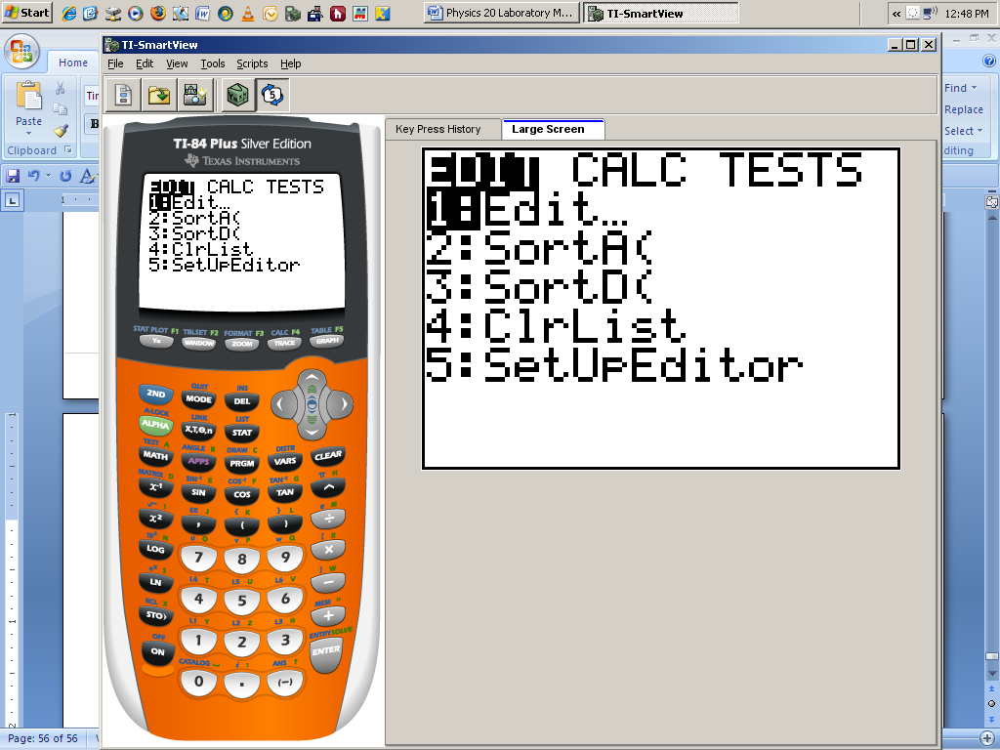 Start
Physics 20 Laboratory M...
TI-SmartView
«
12:48 PM
TI-SmartView
File Edit View Tools Scripts Help
Home
Paste
Clipboard
Tir
B
Find
Replace
Select
diting
Key Press History
Large Screen
TI-84 Plus Silver Edition
TEXAS INSTRUMENTS
EDIT CALC TESTS
1:Edit…
2:SortA(
3:SortD(
4:ClrList
5:SetUpEditor
EDIT CALC TESTS
1:Edit…
2:SortA(
3:SortD(
4:ClrList
5:SetUpEditor
STAT PLOT F1 TBLSET F2 FORMAT F3 CALC F4 TABLE F5
Y= WINDOW ZOOM TRACE GRAPH
QUIT INS
2ND MODE DEL
A-LOCK LINK LIST
ALPHA X,T,Θ,n STAT
TEST A ANGLE B DRAW C DISTR
MATH APPS PRGM VARS CLEAR
MATRIX D SIN⁻¹ E COS⁻¹ F TAN⁻¹ G π H
x⁻¹ SIN COS TAN ^
√ I EE J { K } L e M
x² , ( ) ÷
10ˣ N u O v P w Q [ R
LOG 7 8 9 ×
eˣ S L4 T L5 U L6 V ] W
LN 4 5 6 −
RCL X L1 Y L2 Z L3 θ MEM "
STO› 1 2 3 +
OFF ENTRY SOLVE
ON ENTER
CATALOG ⎵ i : ANS ?
0 . (−)
Page: 56 of 56